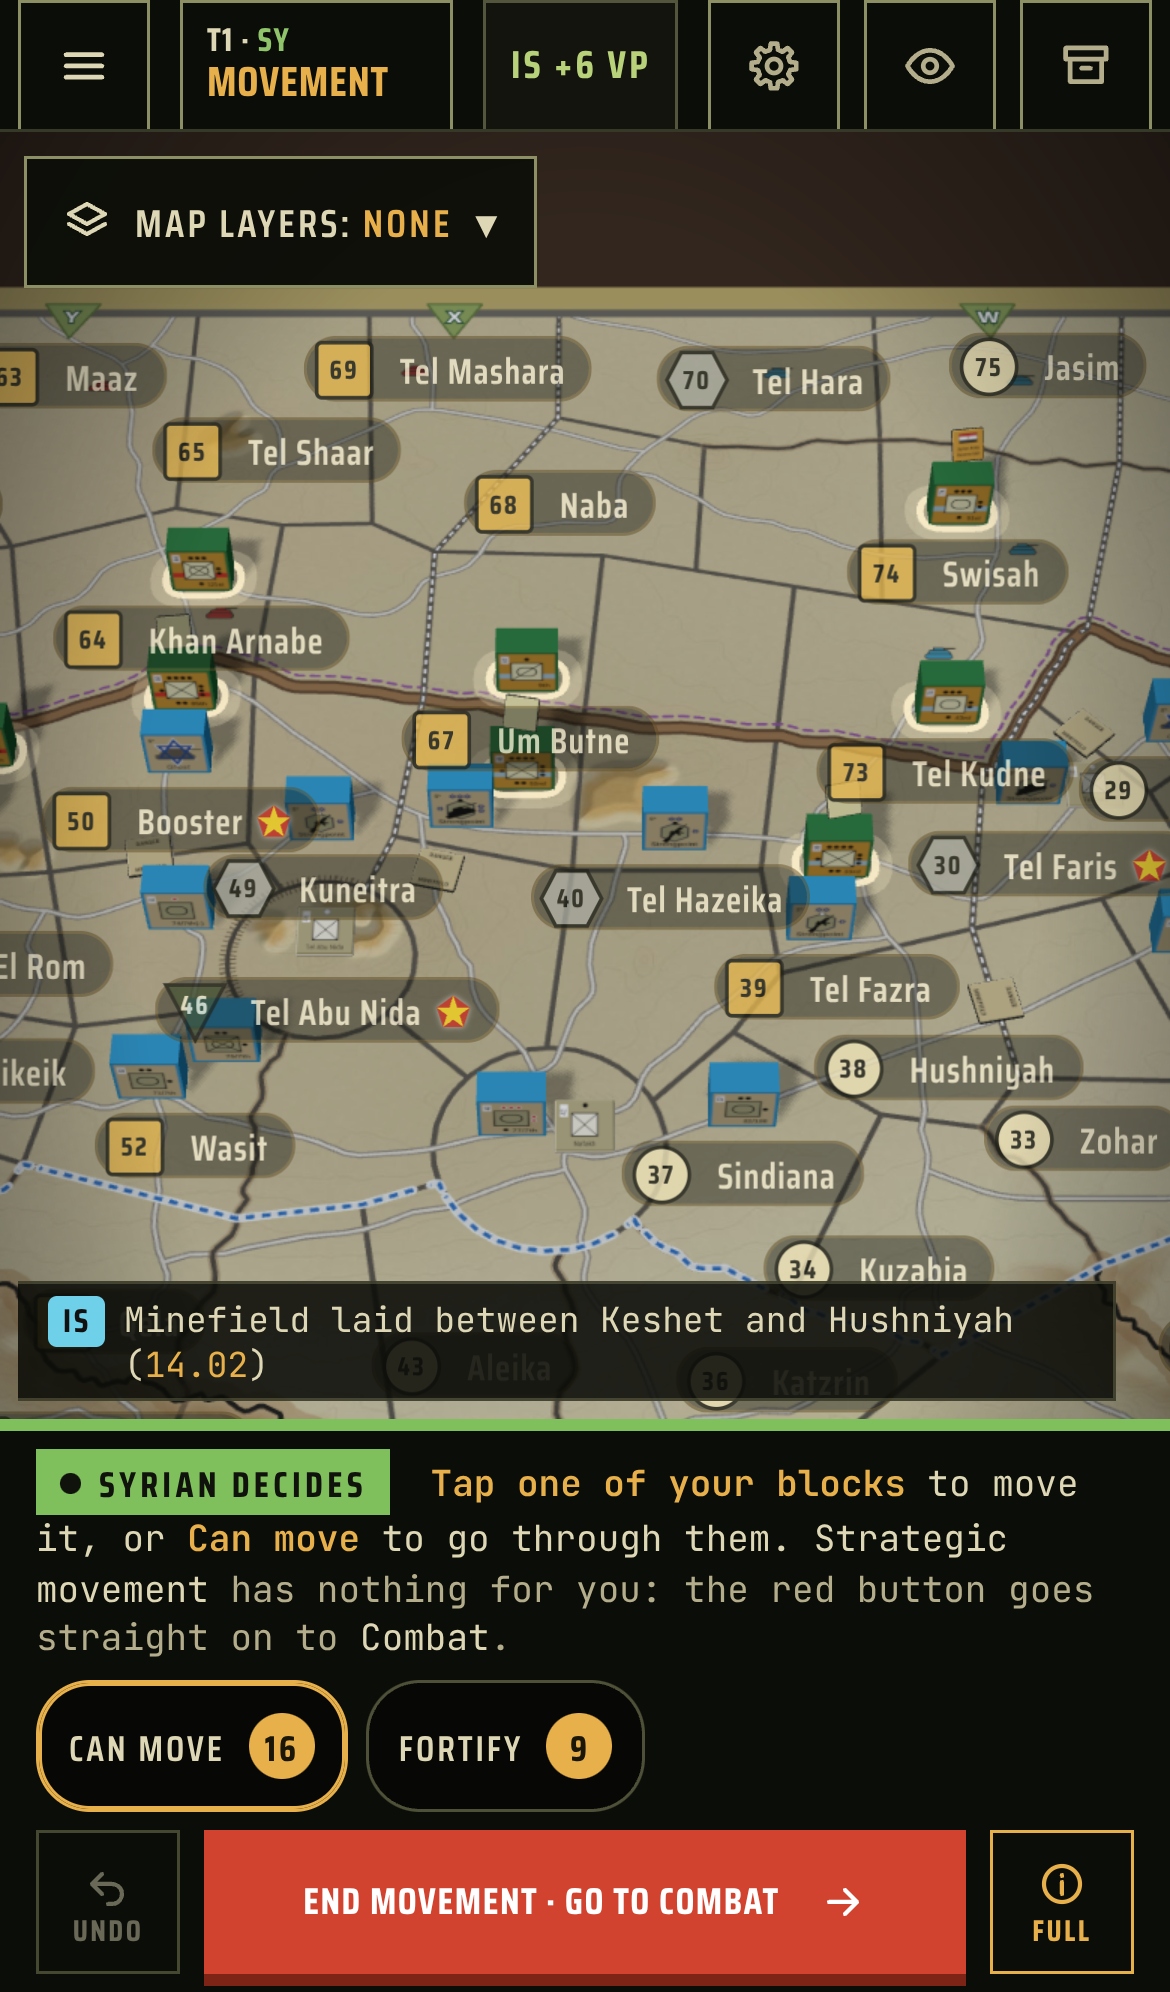 T1 · SY
MOVEMENT
IS +6 VP
MAP LAYERS: NONE ▼
Y
X
W
63 Maaz
69 Tel Mashara
70 Tel Hara
75 Jasim
65 Tel Shaar
68 Naba
74 Swisah
64 Khan Arnabe
67 Um Butne
73 Tel Kudne
29
50 Booster
49 Kuneitra
40 Tel Hazeika
30 Tel Faris
El Rom
39 Tel Fazra
46 Tel Abu Nida
ikeik
38 Hushniyah
52 Wasit
33 Zohar
37 Sindiana
34 Kuzabia
IS Minefield laid between Keshet and Hushniyah
(14.02)
43 Aleika
36 Katzrin
SYRIAN DECIDES Tap one of your blocks to move
it, or Can move to go through them. Strategic
movement has nothing for you: the red button goes
straight on to Combat.
CAN MOVE 16
FORTIFY 9
UNDO
END MOVEMENT · GO TO COMBAT →
FULL